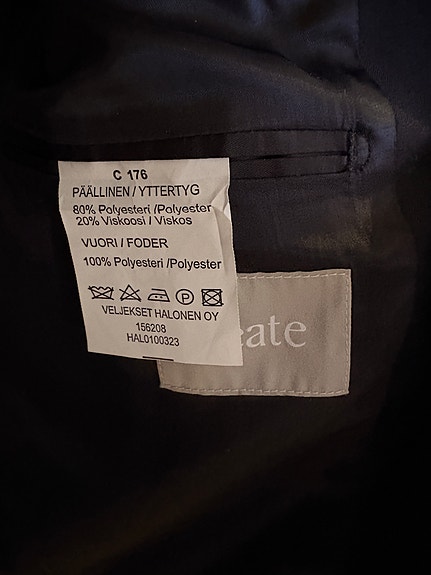 C 176
PÄÄLLINEN / YTTERTYG
80% Polyesteri /Polyester
20% Viskoosi / Viskos
VUORI / FODER
100% Polyesteri /Polyester
P
VELJEKSET HALONEN OY
156208
HAL0100323
eate